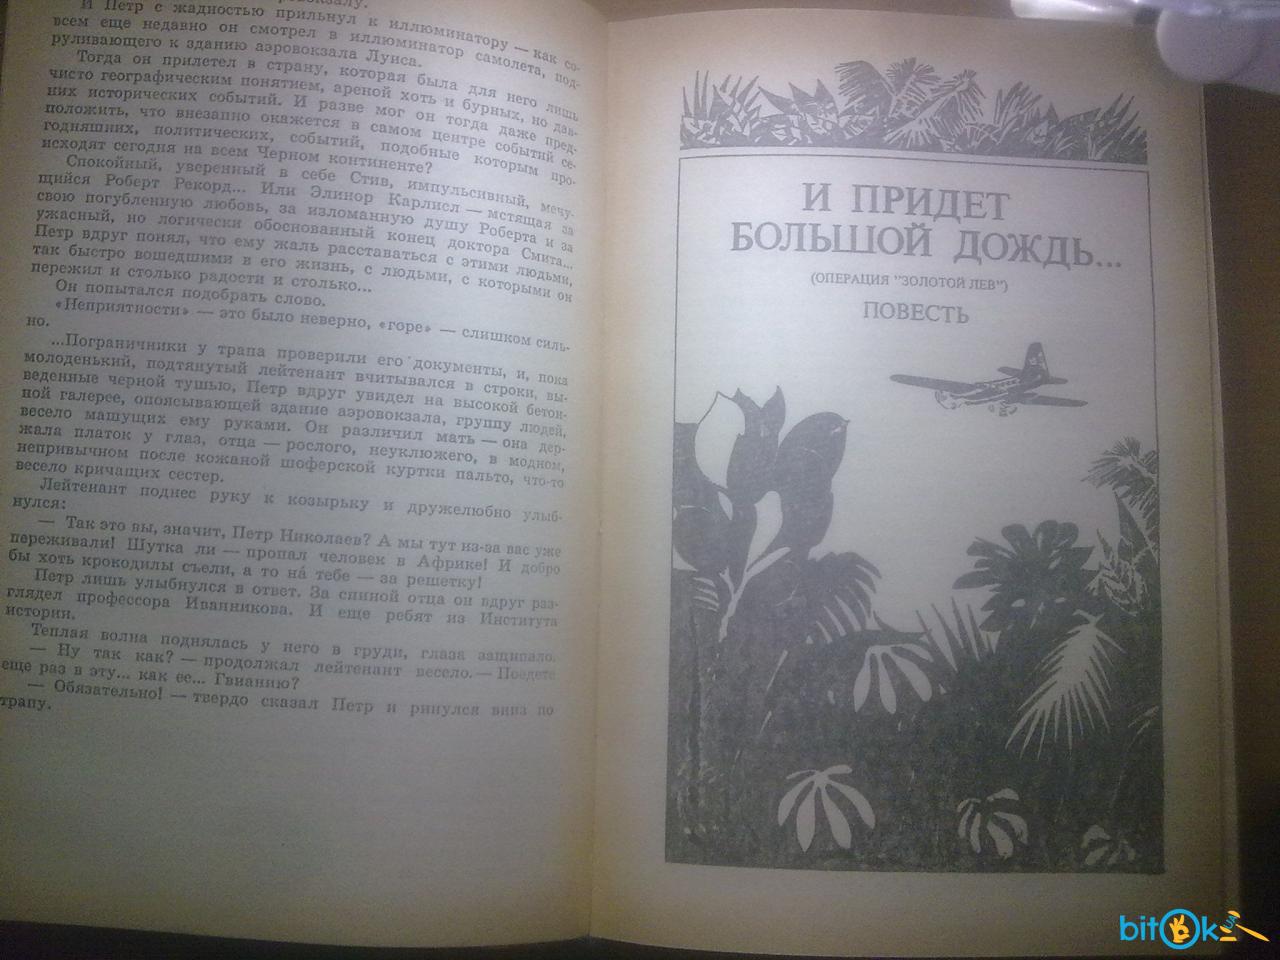 И Петр с жадностью прильнул к иллюминатору — как со-
всем еще недавно он смотрел в иллюминатор самолета, под-
руливающего к зданию аэровокзала Луиса.
Тогда он прилетел в страну, которая была для него лишь
чисто географическим понятием, ареной хоть и бурных, но дав-
них исторических событий. И разве мог он тогда даже пред-
положить, что внезапно окажется в самом центре событий се-
годняшних, политических, событий, подобные которым про-
исходят сегодня на всем Черном континенте?
Спокойный, уверенный в себе Стив, импульсивный, мечу-
щийся Роберт Рекорд... Или Элинор Карлисл — мстящая за
свою погубленную любовь, за изломанную душу Роберта и за
ужасный, но логически обоснованный конец доктора Смита...
Петр вдруг понял, что ему жаль расставаться с этими людьми,
так быстро вошедшими в его жизнь, с людьми, с которыми он
пережил и столько радости и столько...
Он попытался подобрать слово.
«Неприятности» — это было неверно, «горе» — слишком силь-
но.
...Пограничники у трапа проверили его документы, и, пока
молоденький, подтянутый лейтенант вчитывался в строки, вы-
веденные черной тушью, Петр вдруг увидел на высокой бетон-
ной галерее, опоясывающей здание аэровокзала, группу людей,
весело машущих ему руками. Он различил мать — она дер-
жала платок у глаз, отца — рослого, неуклюжего, в модном,
непривычном после кожаной шоферской куртки пальто, что-то
весело кричащих сестер.
Лейтенант поднес руку к козырьку и дружелюбно улыб-
нулся:
— Так это вы, значит, Петр Николаев? А мы тут из-за вас уже
переживали! Шутка ли — пропал человек в Африке! И добро
бы хоть крокодилы съели, а то на́ тебе — за решетку!
Петр лишь улыбнулся в ответ. За спиной отца он вдруг раз-
глядел профессора Иванникова. И еще ребят из Института
истории.
Теплая волна поднялась у него в груди, глаза защипало.
— Ну так как? — продолжал лейтенант весело. — Поедете
еще раз в эту... как ее... Гвианию?
— Обязательно! — твердо сказал Петр и ринулся вниз по
трапу.
И ПРИДЕТ
БОЛЬШОЙ ДОЖДЬ...
(ОПЕРАЦИЯ "ЗОЛОТОЙ ЛЕВ")
ПОВЕСТЬ
bitOk
UA